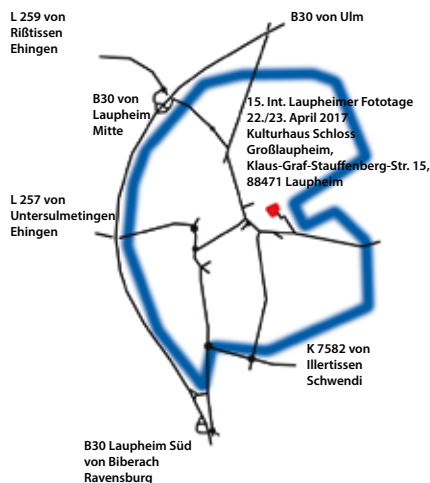 L 259 von
Rißtissen
Ehingen
B30 von Ulm
B30 von
Laupheim
Mitte
15. Int. Laupheimer Fototage
22./23. April 2017
Kulturhaus Schloss
Großlaupheim,
Klaus-Graf-Stauffenberg-Str. 15,
88471 Laupheim
L 257 von
Untersulmetingen
Ehingen
K 7582 von
Illertissen
Schwendi
B30 Laupheim Süd
von Biberach
Ravensburg